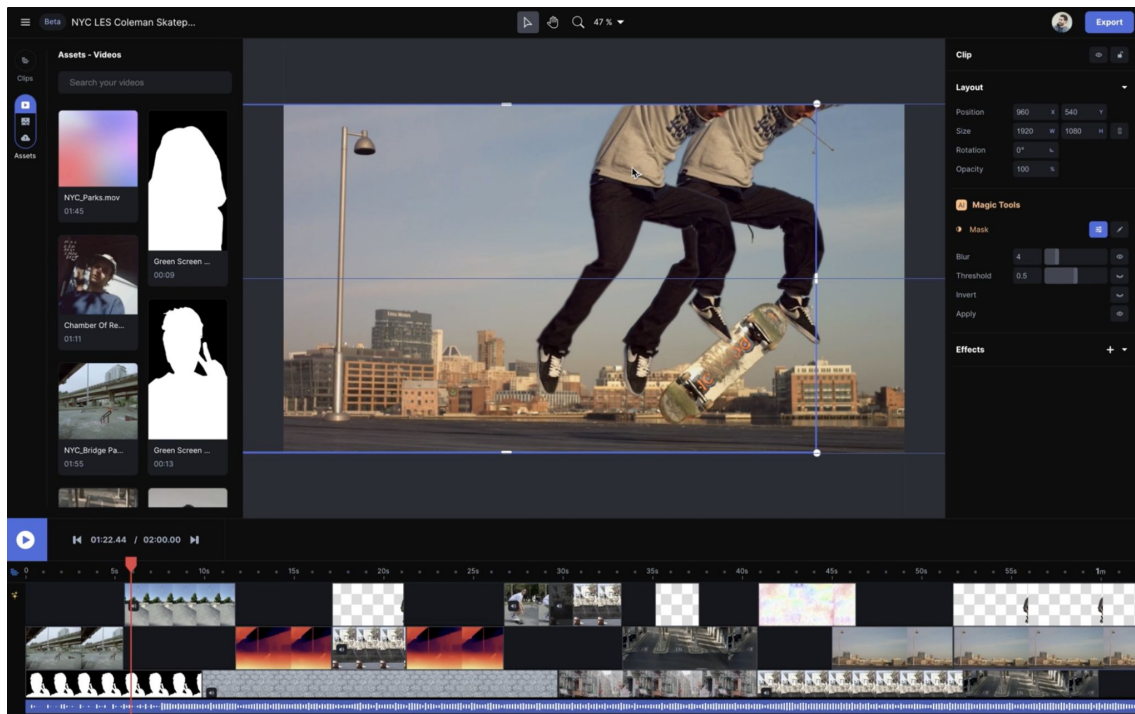 Beta NYC LES Coleman Skatep...
47 %
Export
Clips
Assets
Assets - Videos
Search your videos
NYC_Parks.mov
01:45
Green Screen ...
00:09
Chamber Of Re...
01:11
NYC_Bridge Pa...
01:55
Green Screen ...
00:13
Clip
Layout
Position 960 X 540 Y
Size 1920 W 1080 H
Rotation 0°
Opacity 100 %
AI Magic Tools
Mask
Blur 4
Threshold 0.5
Invert
Apply
Effects
01:22.44 / 02:00.00
0 5s 10s 15s 20s 25s 30s 35s 40s 45s 50s 55s 1m